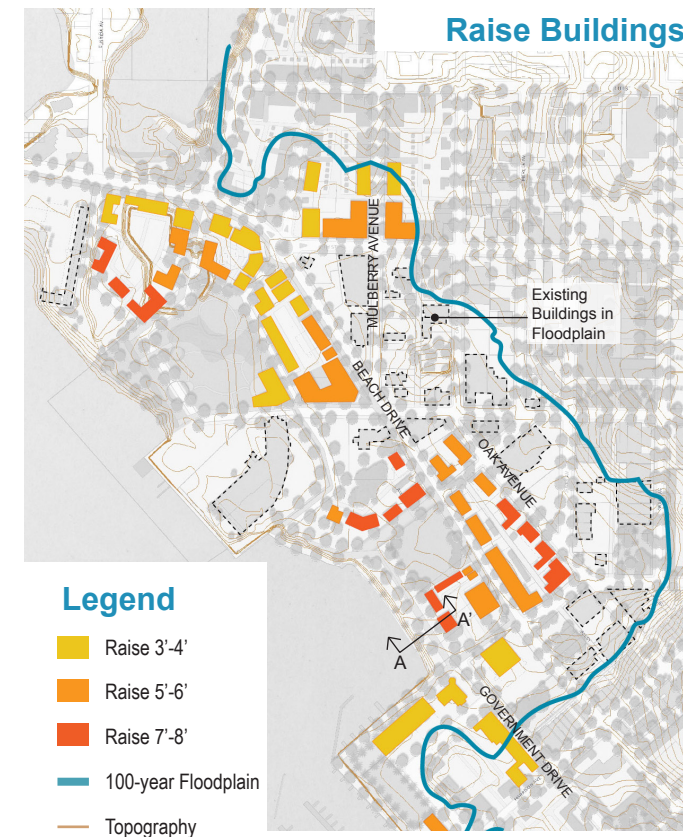 Raise Buildings
MULBERRY AVENUE
Existing
Buildings in
Floodplain
BEACH DRIVE
OAK AVENUE
A'
A
GOVERNMENT DRIVE
Legend
Raise 3'-4'
Raise 5'-6'
Raise 7'-8'
100-year Floodplain
Topography